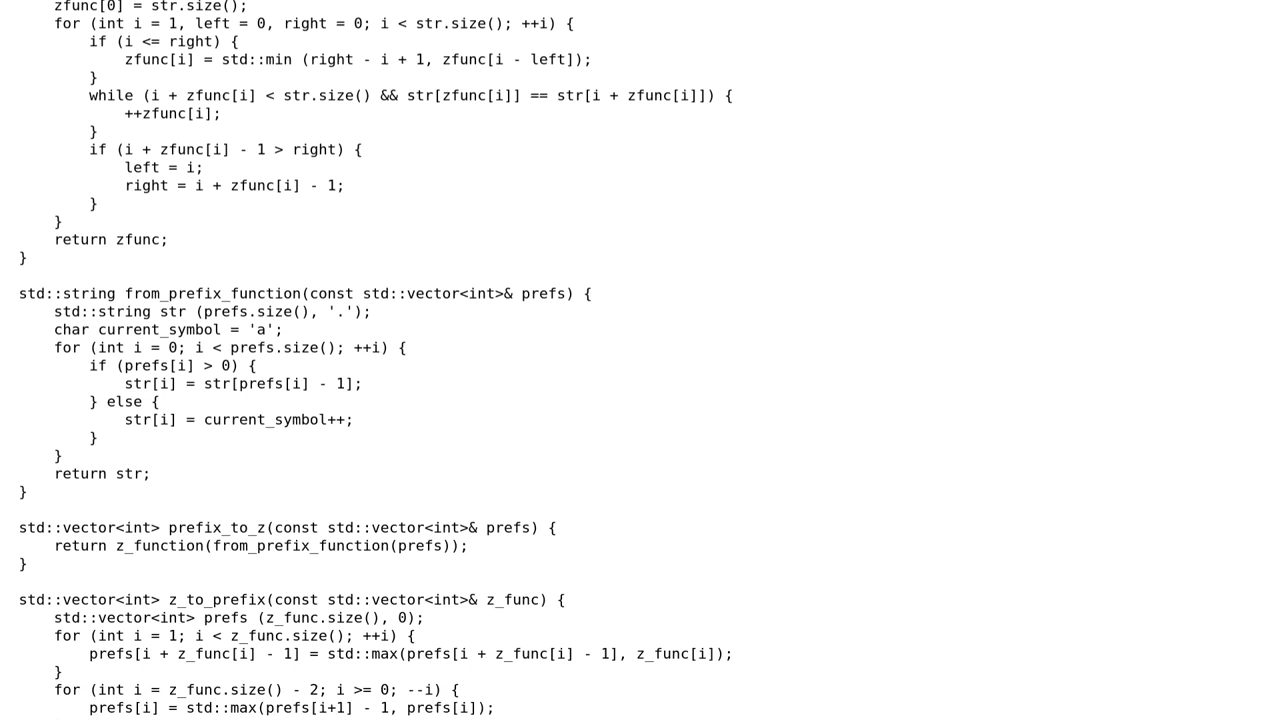 zfunc[0] = str.size();
for (int i = 1, left = 0, right = 0; i < str.size(); ++i) {
if (i <= right) {
zfunc[i] = std::min (right - i + 1, zfunc[i - left]);
}
while (i + zfunc[i] < str.size() && str[zfunc[i]] == str[i + zfunc[i]]) {
++zfunc[i];
}
if (i + zfunc[i] - 1 > right) {
left = i;
right = i + zfunc[i] - 1;
}
}
return zfunc;
}
std::string from_prefix_function(const std::vector<int>& prefs) {
std::string str (prefs.size(), '.');
char current_symbol = 'a';
for (int i = 0; i < prefs.size(); ++i) {
if (prefs[i] > 0) {
str[i] = str[prefs[i] - 1];
} else {
str[i] = current_symbol++;
}
}
return str;
}
std::vector<int> prefix_to_z(const std::vector<int>& prefs) {
return z_function(from_prefix_function(prefs));
}
std::vector<int> z_to_prefix(const std::vector<int>& z_func) {
std::vector<int> prefs (z_func.size(), 0);
for (int i = 1; i < z_func.size(); ++i) {
prefs[i + z_func[i] - 1] = std::max(prefs[i + z_func[i] - 1], z_func[i]);
}
for (int i = z_func.size() - 2; i >= 0; --i) {
prefs[i] = std::max(prefs[i+1] - 1, prefs[i]);